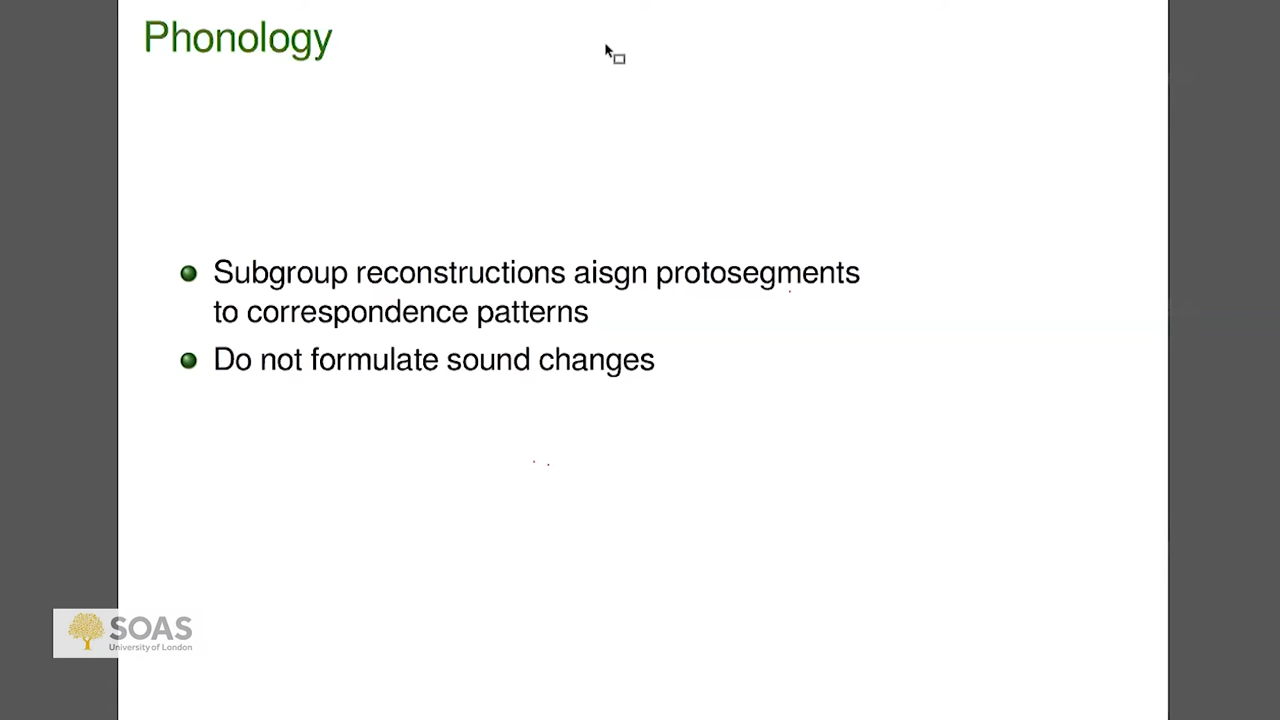 Phonology
Subgroup reconstructions aisgn protosegments
to correspondence patterns
Do not formulate sound changes
SOAS
University of London